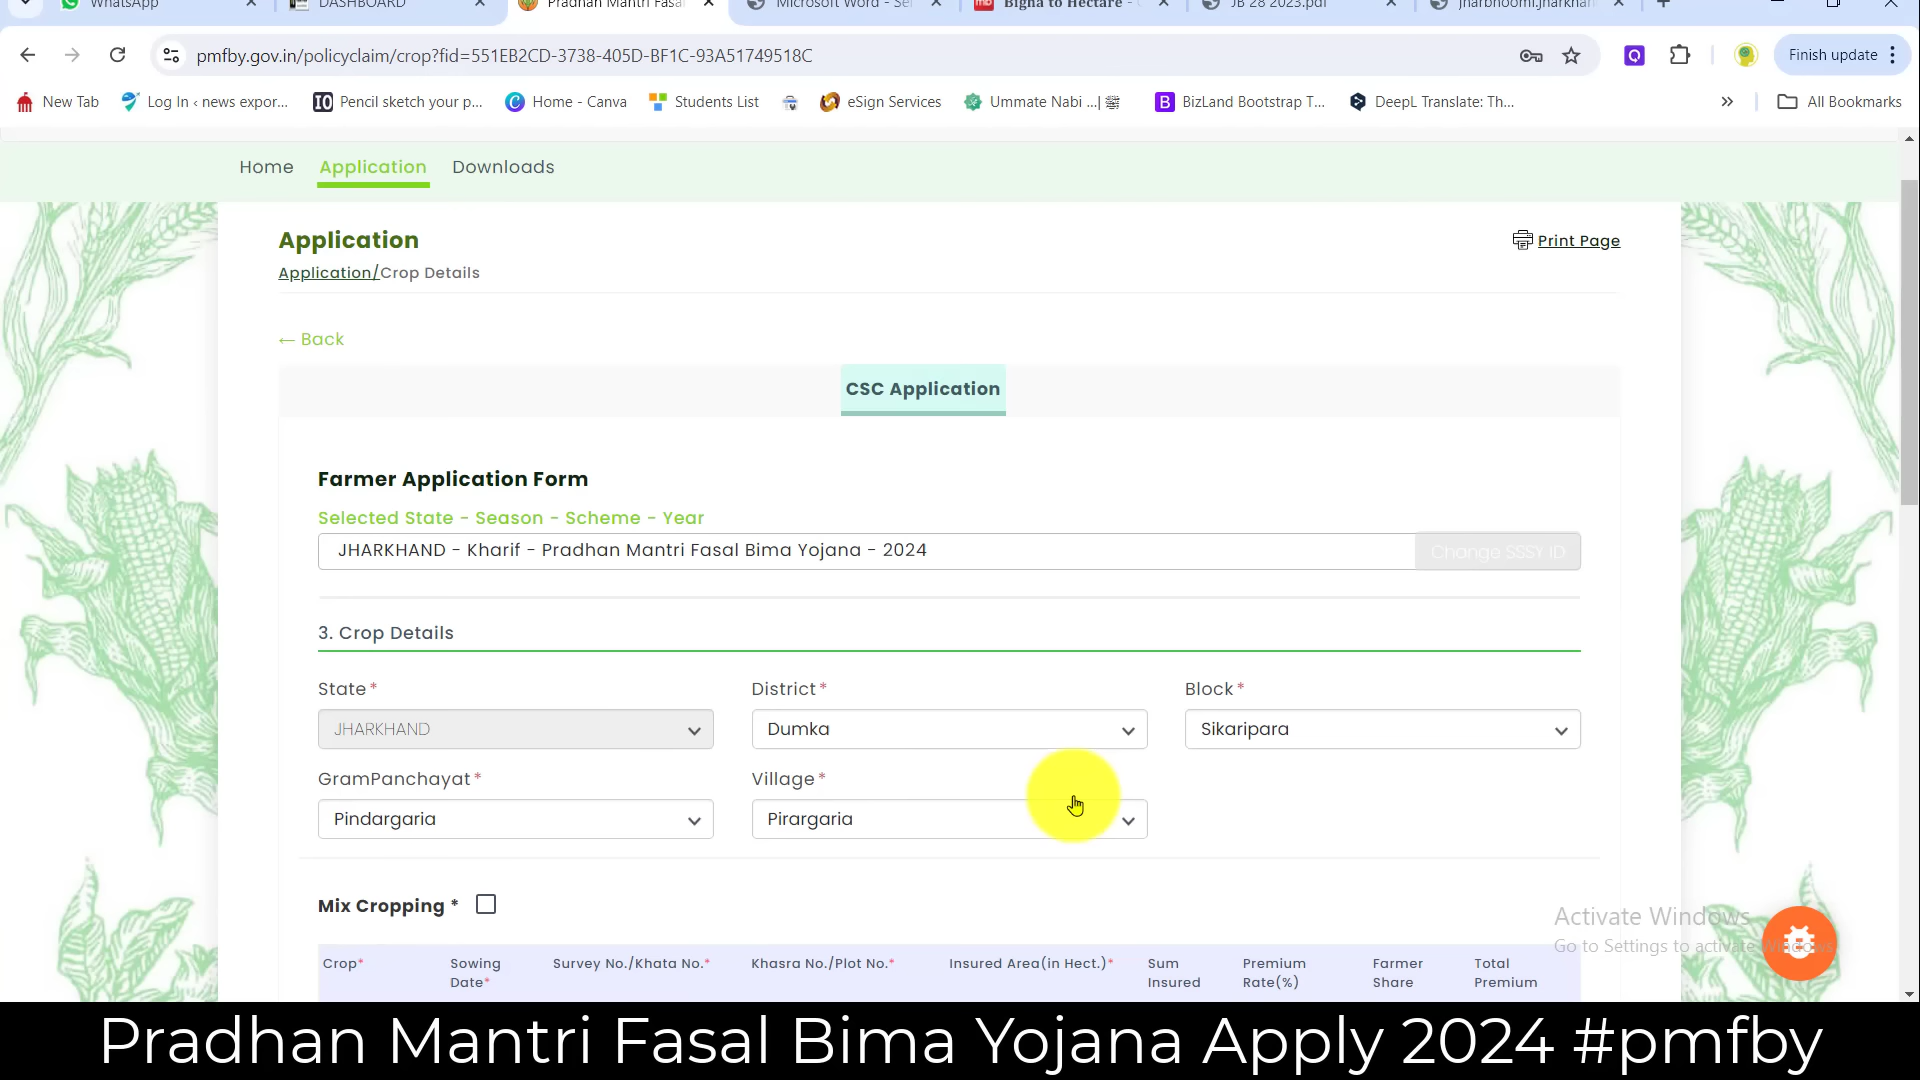 WhatsApp
DASHBOARD
Pradhan Mantri Fasa
Microsoft Word - Se
Bigha to Hectare -
JB 28 2023.pdf
jharbhoomi.jharkhan
pmfby.gov.in/policyclaim/crop?fid=551EB2CD-3738-405D-BF1C-93A51749518C
Finish update
New Tab
Log In ‹ news expor...
Pencil sketch your p...
Home - Canva
Students List
eSign Services
Ummate Nabi ...|
BizLand Bootstrap T...
DeepL Translate: Th...
All Bookmarks
Home
Application
Downloads
Application
Print Page
Application/Crop Details
← Back
CSC Application
Farmer Application Form
Selected State - Season - Scheme - Year
JHARKHAND - Kharif - Pradhan Mantri Fasal Bima Yojana - 2024
Change SSSY ID
3. Crop Details
State *
District *
Block *
JHARKHAND
Dumka
Sikaripara
GramPanchayat *
Village *
Pindargaria
Pirargaria
Mix Cropping *
Activate Windows
Go to Settings to activate Windows.
Crop*
Sowing Date*
Survey No./Khata No.*
Khasra No./Plot No.*
Insured Area(in Hect.)*
Sum Insured
Premium Rate(%)
Farmer Share
Total Premium
Pradhan Mantri Fasal Bima Yojana Apply 2024 #pmfby